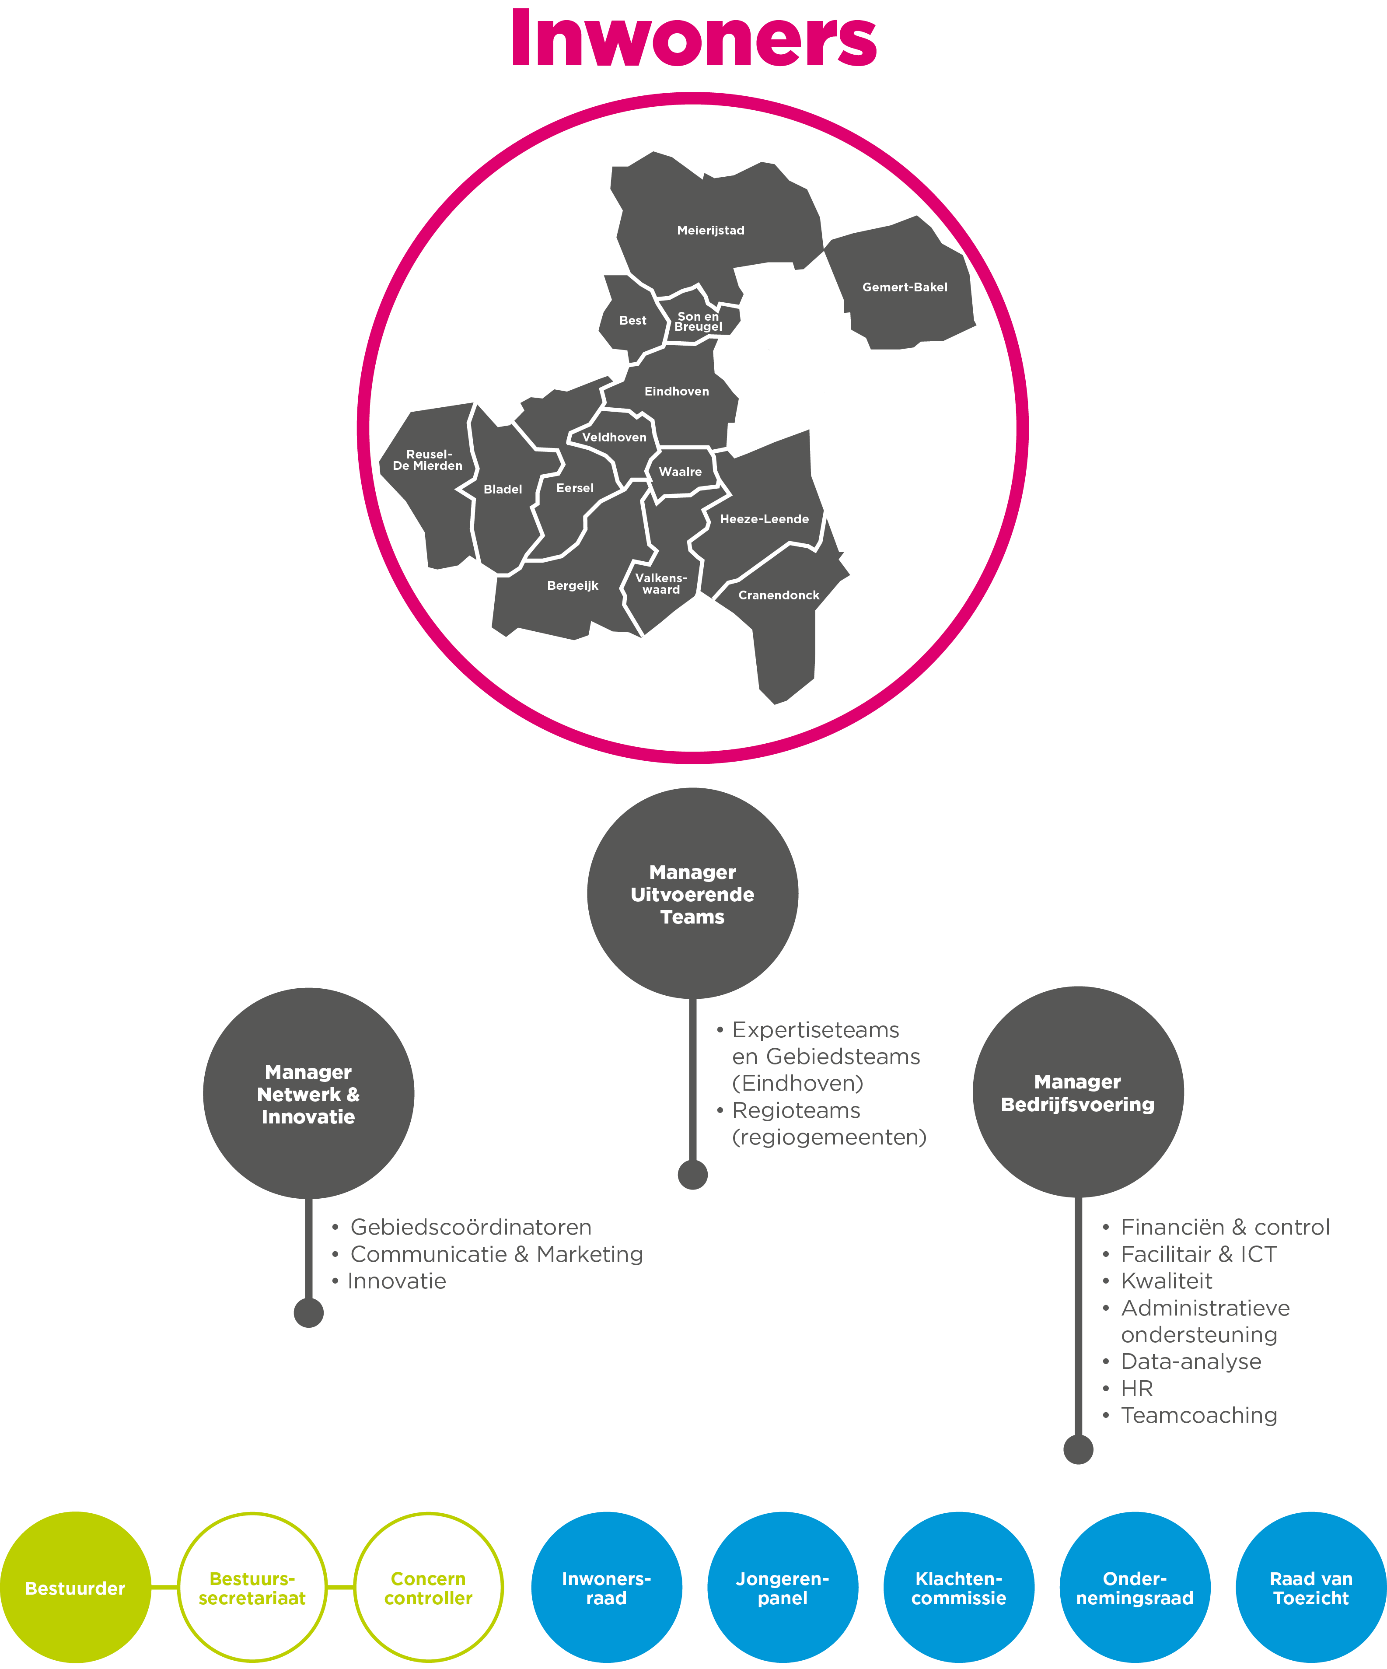 Inwoners
Meierijstad
Gemert-Bakel
Best
Son en
Breugel
Eindhoven
Veldhoven
Reusel-
De Mierden
Waalre
Bladel
Eersel
Heeze-Leende
Bergeijk
Valkens-
waard
Cranendonck
Manager
Uitvoerende
Teams
• Expertiseteams
en Gebiedsteams
(Eindhoven)
• Regioteams
(regiogemeenten)
Manager
Netwerk &
Innovatie
• Gebiedscoördinatoren
• Communicatie & Marketing
• Innovatie
Manager
Bedrijfsvoering
• Financiën & control
• Facilitair & ICT
• Kwaliteit
• Administratieve
ondersteuning
• Data-analyse
• HR
• Teamcoaching
Bestuurder
Bestuurs-
secretariaat
Concern
controller
Inwoners-
raad
Jongeren-
panel
Klachten-
commissie
Onder-
nemingsraad
Raad van
Toezicht